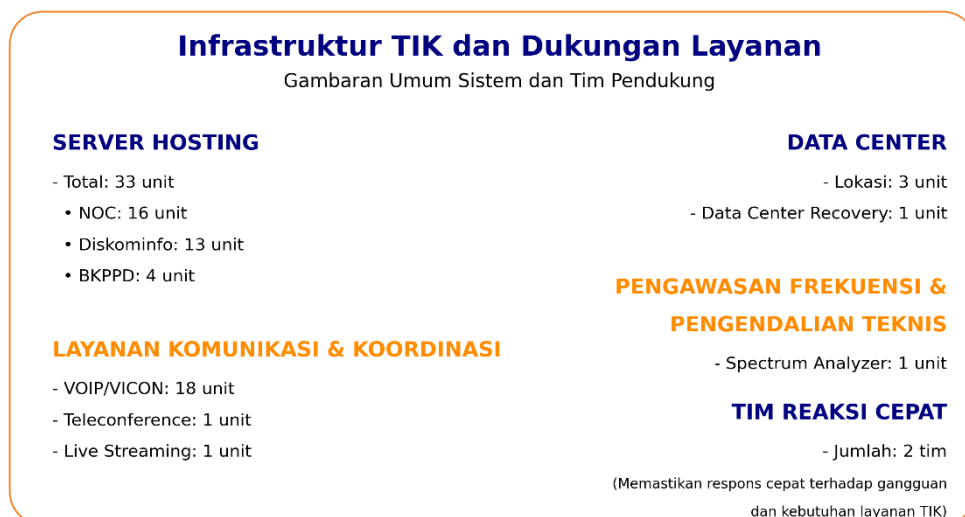 Infrastruktur TIK dan Dukungan Layanan
Gambaran Umum Sistem dan Tim Pendukung
SERVER HOSTING
- Total: 33 unit
• NOC: 16 unit
• Diskominfo: 13 unit
• BKPPD: 4 unit
LAYANAN KOMUNIKASI & KOORDINASI
- VOIP/VICON: 18 unit
- Teleconference: 1 unit
- Live Streaming: 1 unit
DATA CENTER
- Lokasi: 3 unit
- Data Center Recovery: 1 unit
PENGAWASAN FREKUENSI &
PENGENDALIAN TEKNIS
- Spectrum Analyzer: 1 unit
TIM REAKSI CEPAT
- Jumlah: 2 tim
(Memastikan respons cepat terhadap gangguan
dan kebutuhan layanan TIK)